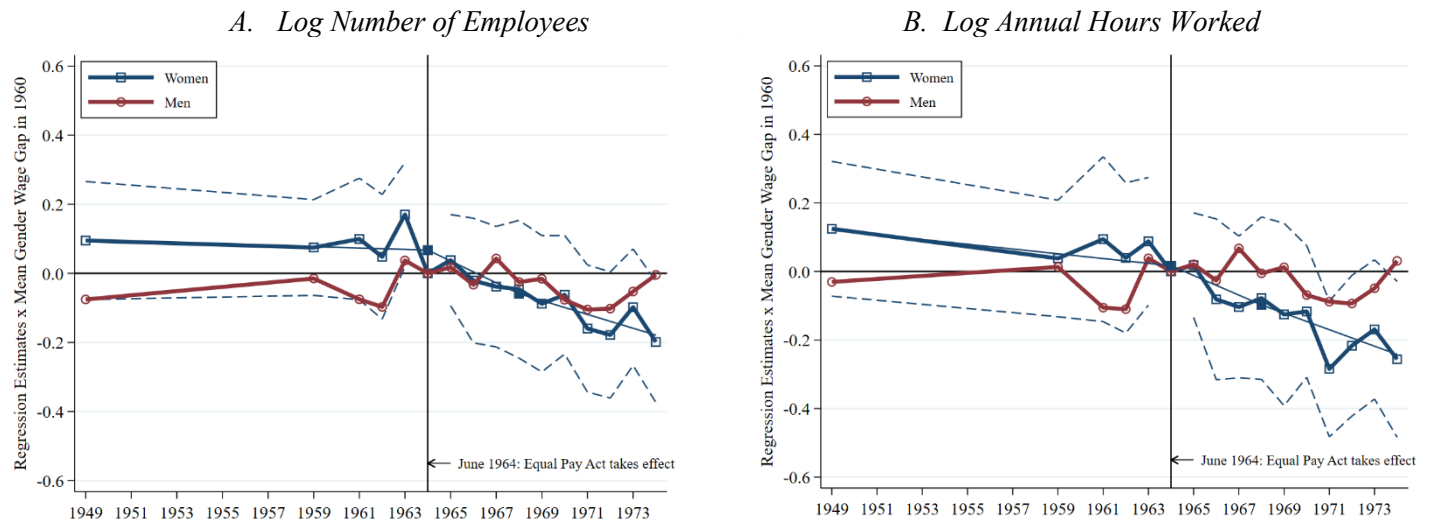 A. Log Number of Employees
Regression Estimates x Mean Gender Wage Gap in 1960
0.6
0.4
0.2
0.0
-0.2
-0.4
-0.6
Women
Men
June 1964: Equal Pay Act takes effect
1949 1951 1953 1955 1957 1959 1961 1963 1965 1967 1969 1971 1973
B. Log Annual Hours Worked
Regression Estimates x Mean Gender Wage Gap in 1960
0.6
0.4
0.2
0.0
-0.2
-0.4
-0.6
Women
Men
June 1964: Equal Pay Act takes effect
1949 1951 1953 1955 1957 1959 1961 1963 1965 1967 1969 1971 1973